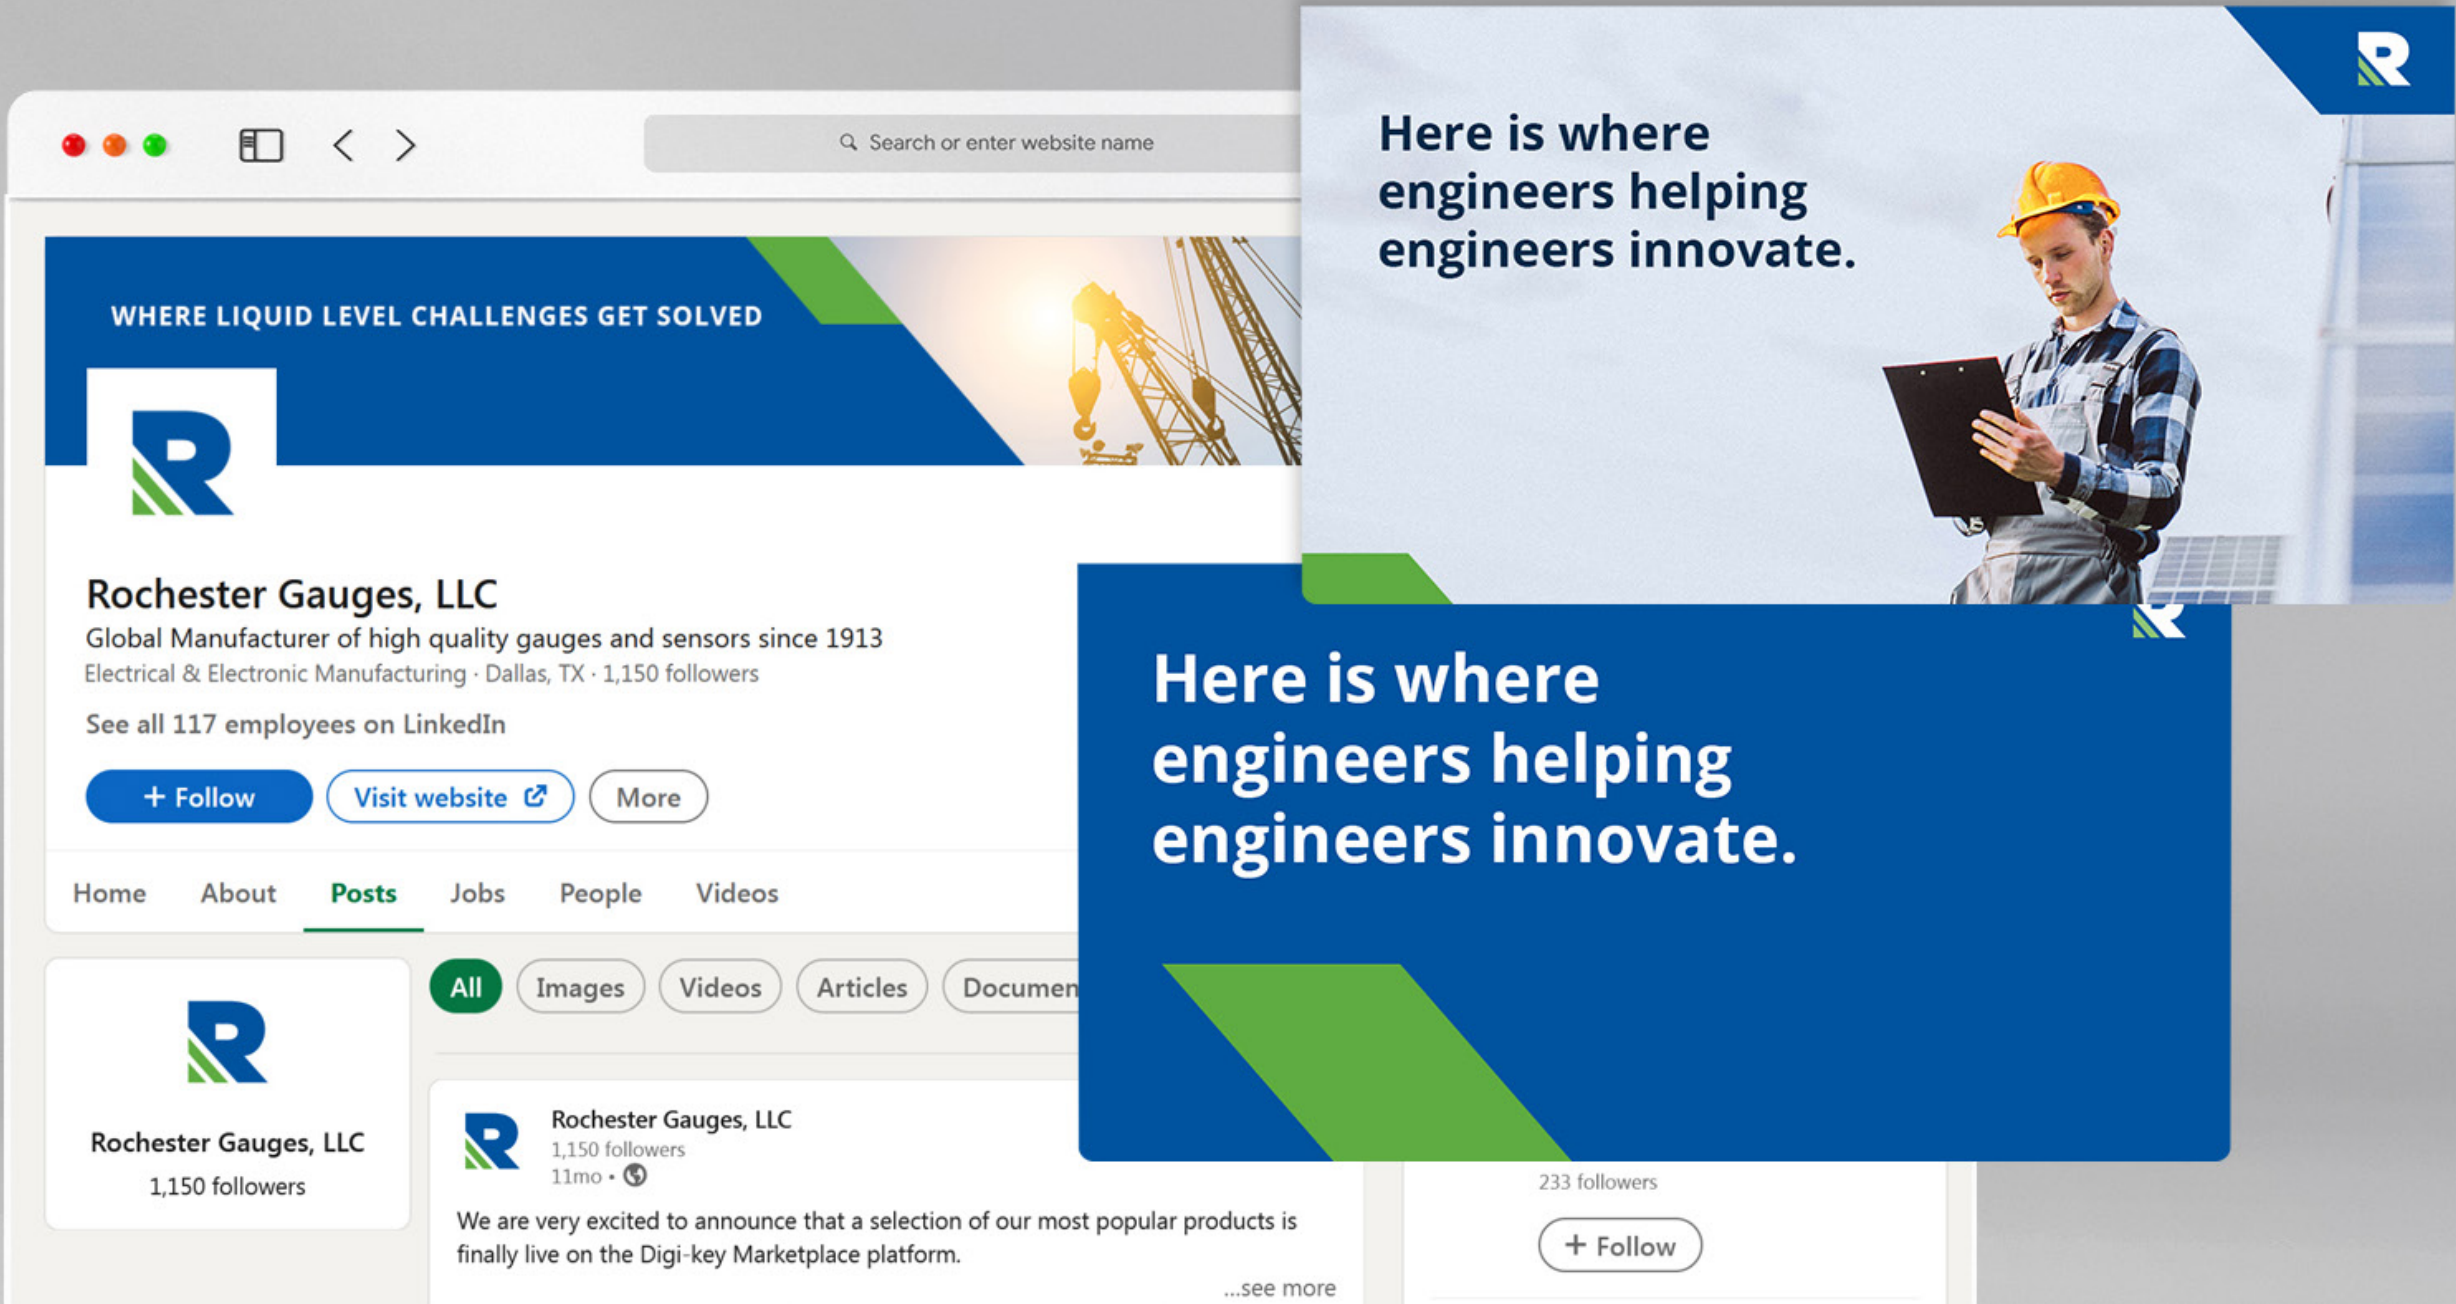 Search or enter website name
WHERE LIQUID LEVEL CHALLENGES GET SOLVED
R
Rochester Gauges, LLC
Global Manufacturer of high quality gauges and sensors since 1913
Electrical & Electronic Manufacturing · Dallas, TX · 1,150 followers
See all 117 employees on LinkedIn
+ Follow
Visit website
More
Home
About
Posts
Jobs
People
Videos
R
Rochester Gauges, LLC
1,150 followers
All
Images
Videos
Articles
Documen
R
Rochester Gauges, LLC
1,150 followers
11mo •
We are very excited to announce that a selection of our most popular products is
finally live on the Digi-key Marketplace platform.
...see more
R
Here is where
engineers helping
engineers innovate.
R
Here is where
engineers helping
engineers innovate.
233 followers
+ Follow